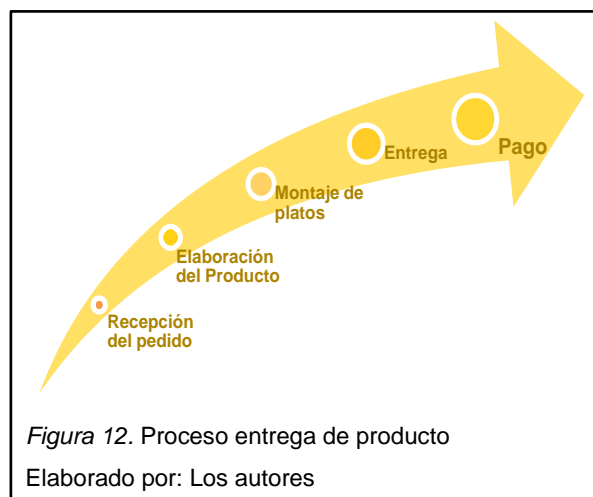 Recepción
del pedido
Elaboración
del Producto
Montaje de
platos
Entrega
Pago
Figura 12. Proceso entrega de producto
Elaborado por: Los autores